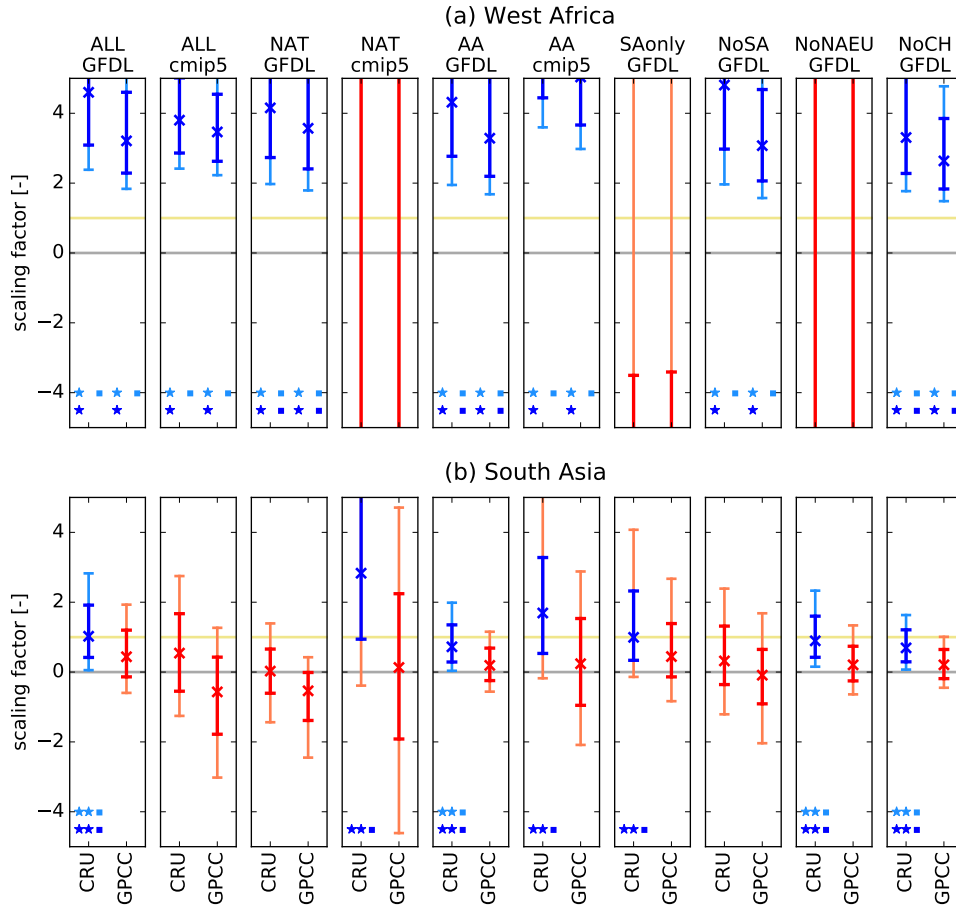 (a) West Africa
ALL GFDL
ALL cmip5
NAT GFDL
NAT cmip5
AA GFDL
AA cmip5
SAonly GFDL
NoSA GFDL
NoNAEU GFDL
NoCH GFDL
scaling factor [-]
4
2
0
−2
−4
(b) South Asia
scaling factor [-]
4
2
0
−2
−4
CRU GPCC CRU GPCC CRU GPCC CRU GPCC CRU GPCC CRU GPCC CRU GPCC CRU GPCC CRU GPCC CRU GPCC